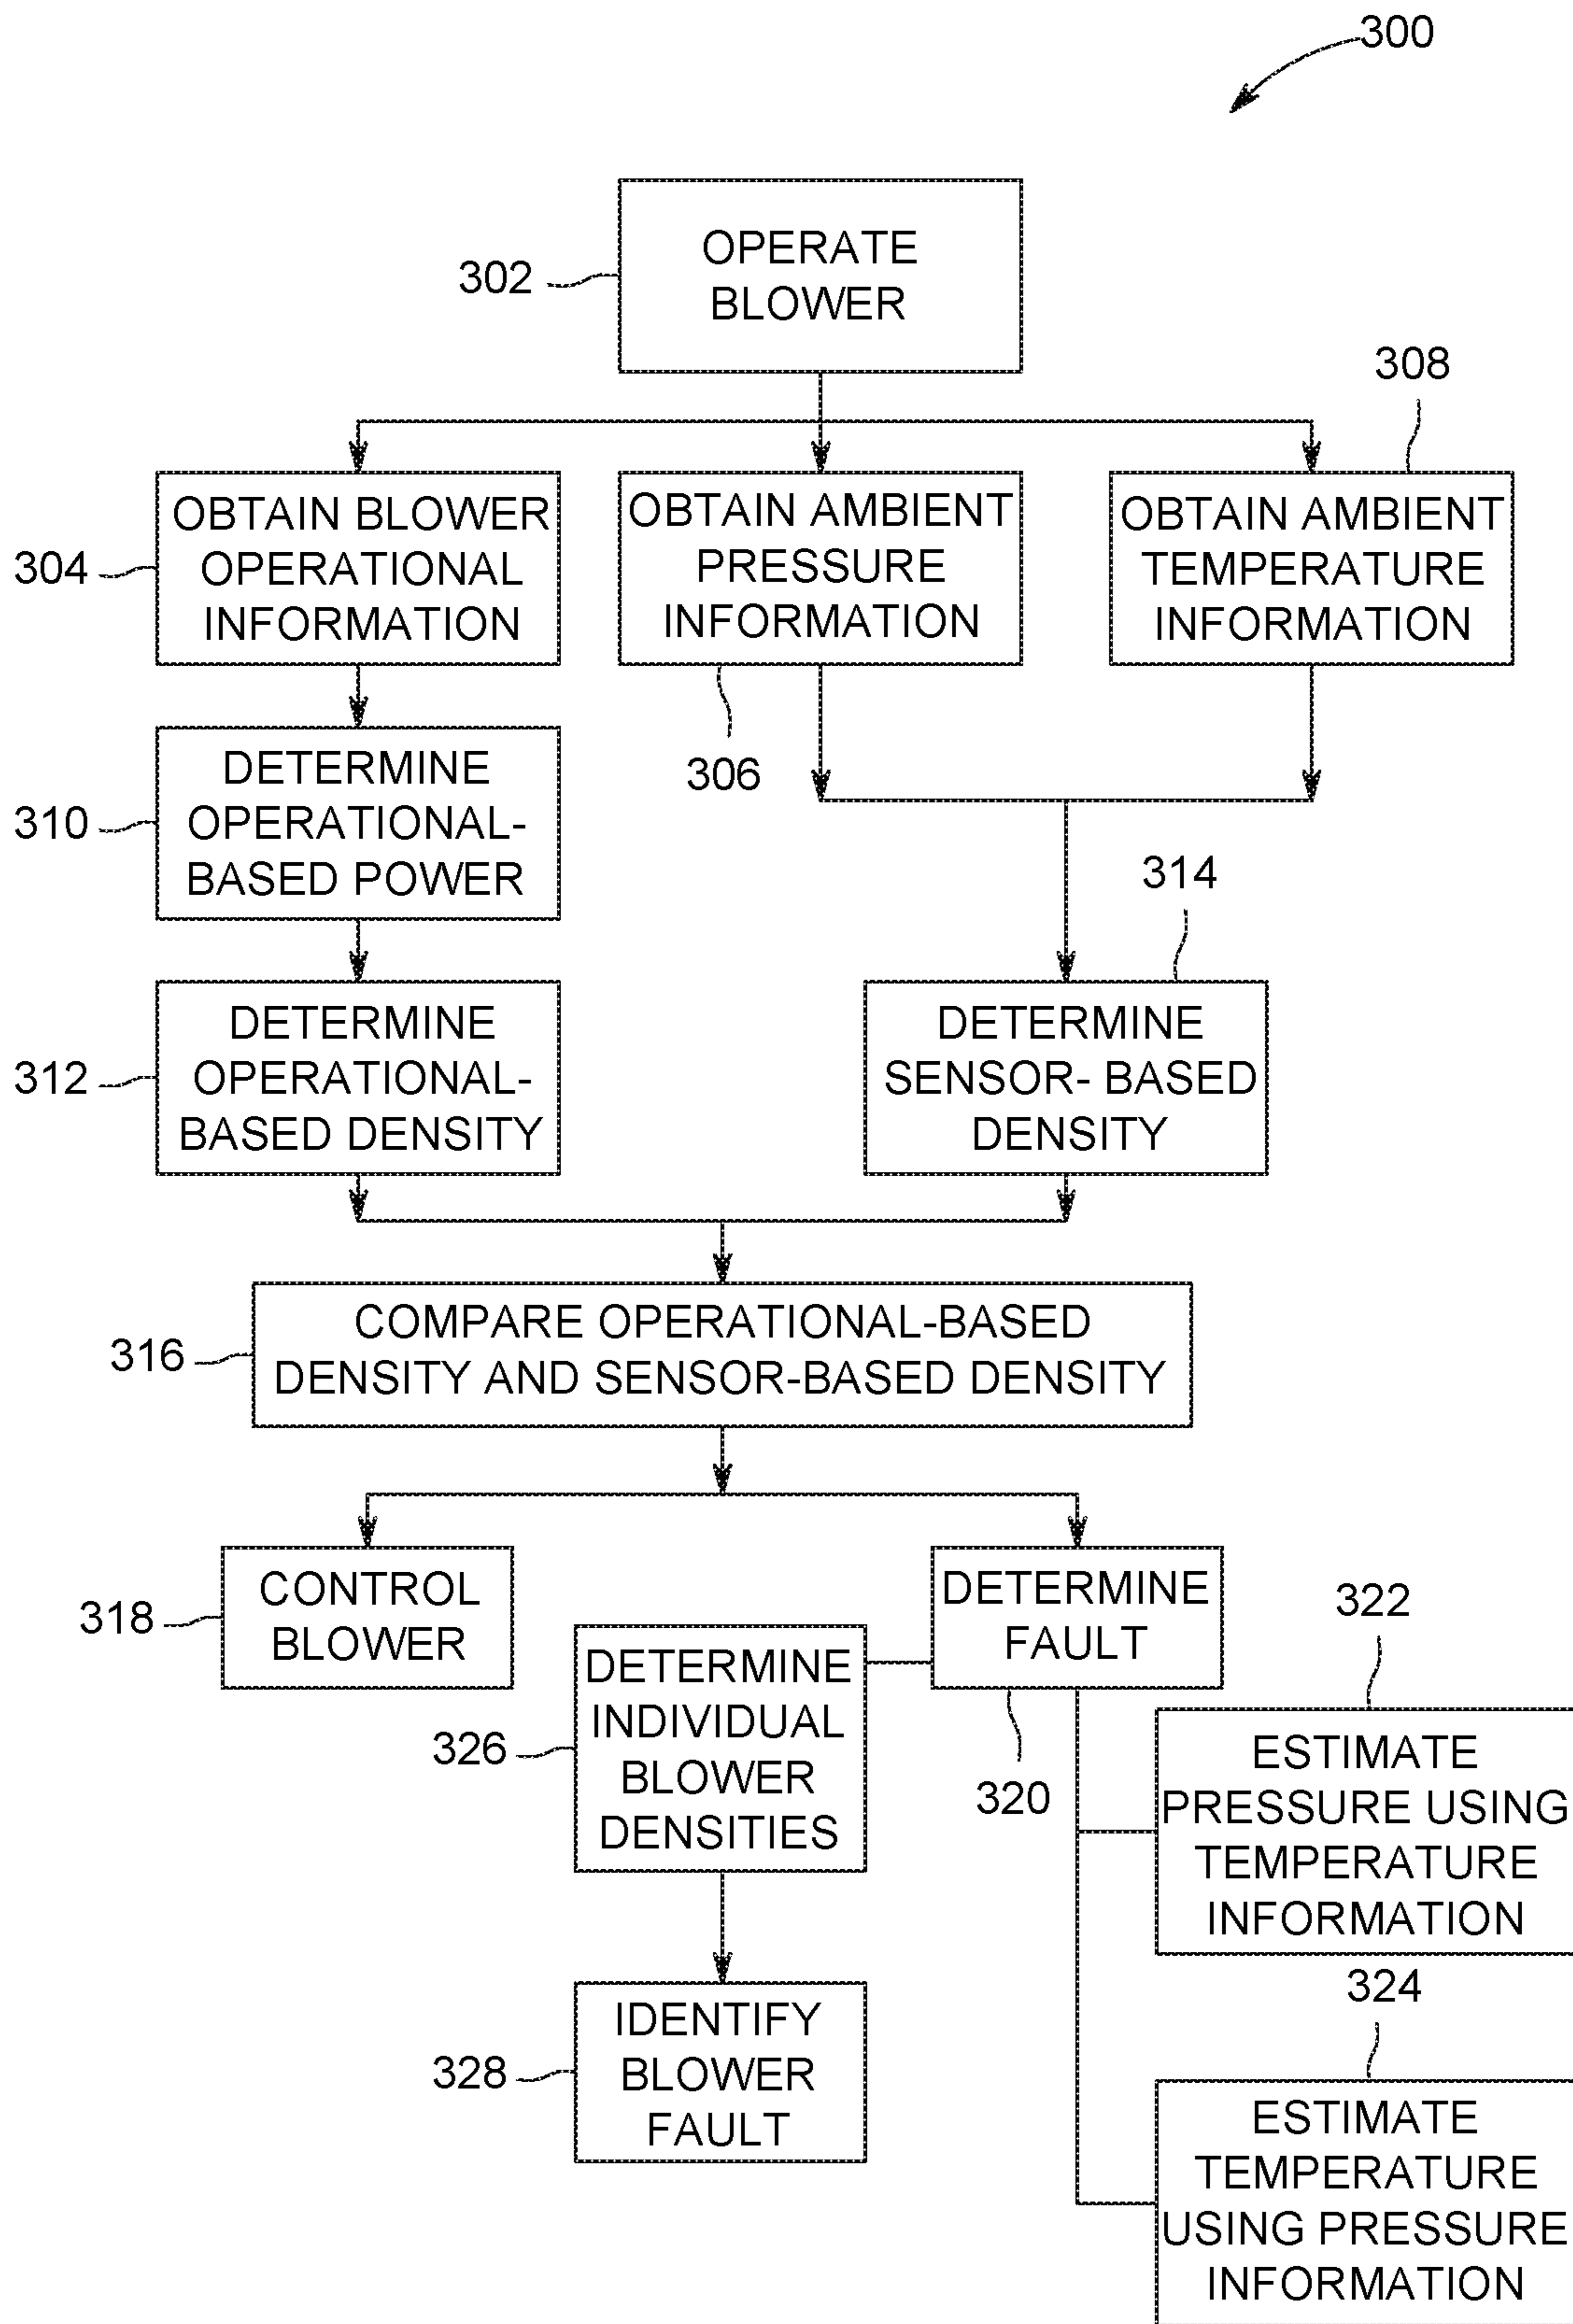 300
OPERATE
BLOWER
302
308
OBTAIN BLOWER
OPERATIONAL
INFORMATION
304
OBTAIN AMBIENT
PRESSURE
INFORMATION
306
OBTAIN AMBIENT
TEMPERATURE
INFORMATION
DETERMINE
OPERATIONAL-
BASED POWER
310
314
DETERMINE
OPERATIONAL-
BASED DENSITY
312
DETERMINE
SENSOR- BASED
DENSITY
COMPARE OPERATIONAL-BASED
DENSITY AND SENSOR-BASED DENSITY
316
CONTROL
BLOWER
318
DETERMINE
FAULT
320
322
DETERMINE
INDIVIDUAL
BLOWER
DENSITIES
326
ESTIMATE
PRESSURE USING
TEMPERATURE
INFORMATION
324
IDENTIFY
BLOWER
FAULT
328
ESTIMATE
TEMPERATURE
USING PRESSURE
INFORMATION